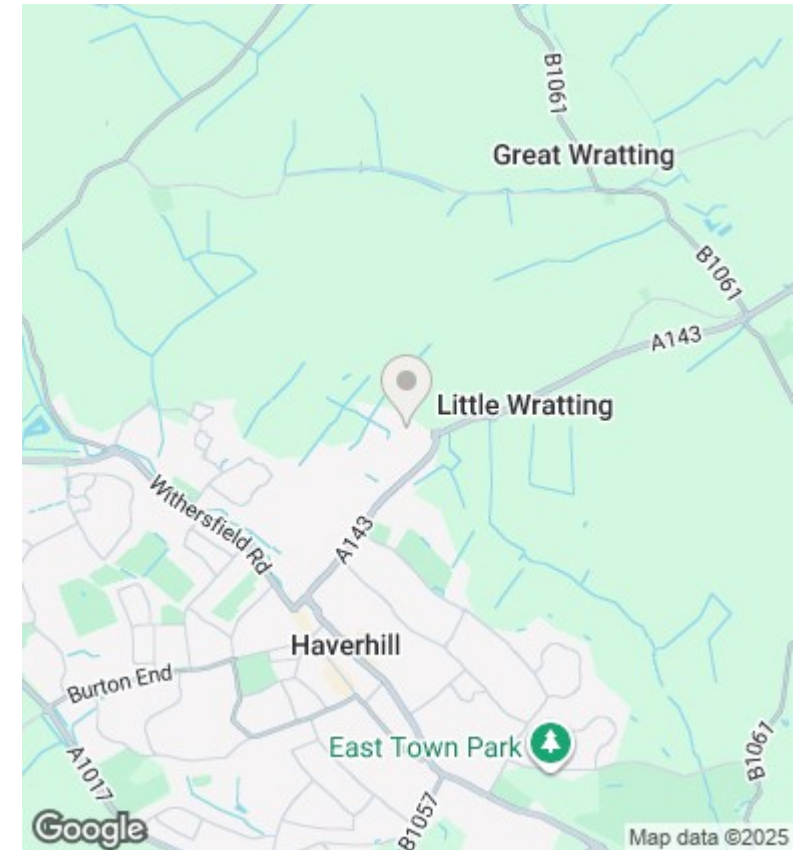 B1061
B1061
Great Wratting
B1061
A143
Little Wratting
Withersfield Rd
A143
Haverhill
Burton End
East Town Park
A1017
B1057
B1061
Google
Map data ©2025